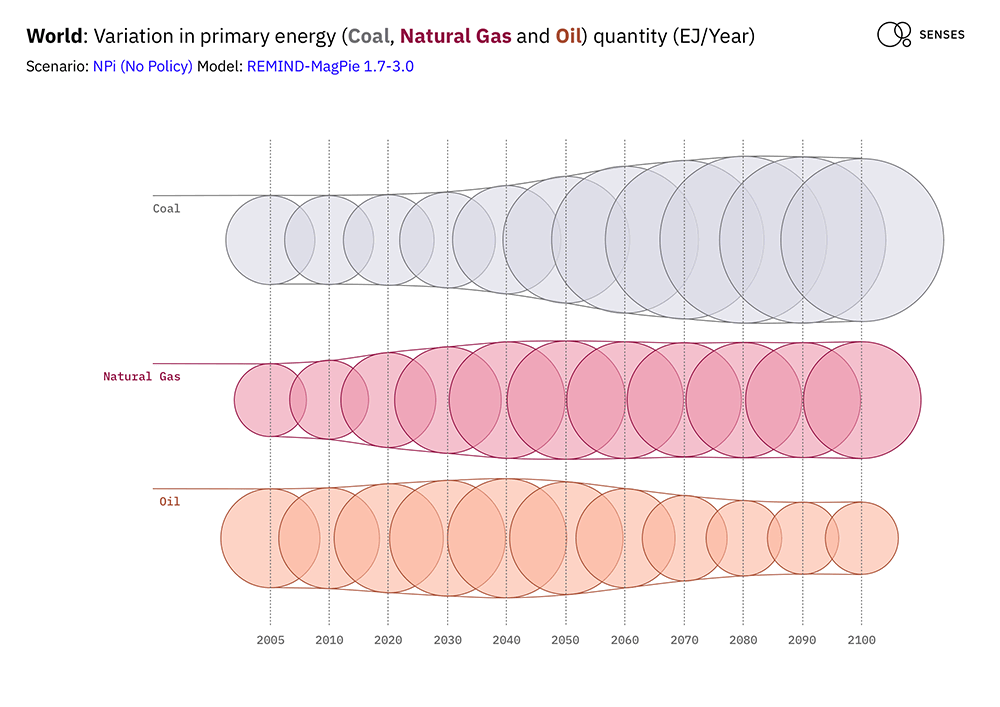 World: Variation in primary energy (Coal, Natural Gas and Oil) quantity (EJ/Year)
SENSES
Scenario: NPi (No Policy) Model: REMIND-MagPie 1.7-3.0
Coal
Natural Gas
Oil
2005 2010 2020 2030 2040 2050 2060 2070 2080 2090 2100